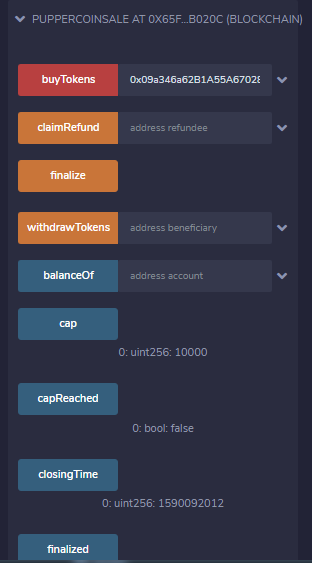 PUPPERCOINSALE AT 0X65F...B020C (BLOCKCHAIN)
buyTokens 0x09a346a62B1A55A6702E
claimRefund address refundee
finalize
withdrawTokens address beneficiary
balanceOf address account
cap
0: uint256: 10000
capReached
0: bool: false
closingTime
0: uint256: 1590092012
finalized